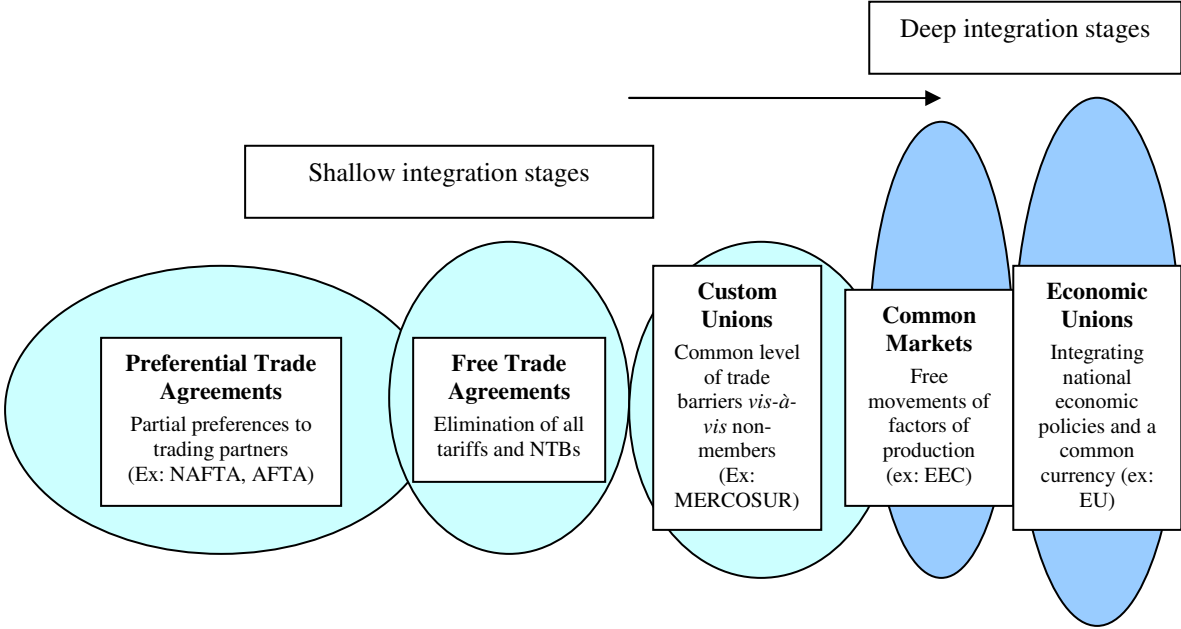 Deep integration stages
Shallow integration stages
Preferential Trade
Agreements
Partial preferences to
trading partners
(Ex: NAFTA, AFTA)
Free Trade
Agreements
Elimination of all
tariffs and NTBs
Custom
Unions
Common level
of trade
barriers vis-à-
vis non-
members
(Ex:
MERCOSUR)
Common
Markets
Free
movements of
factors of
production
(ex: EEC)
Economic
Unions
Integrating
national
economic
policies and a
common
currency (ex:
EU)